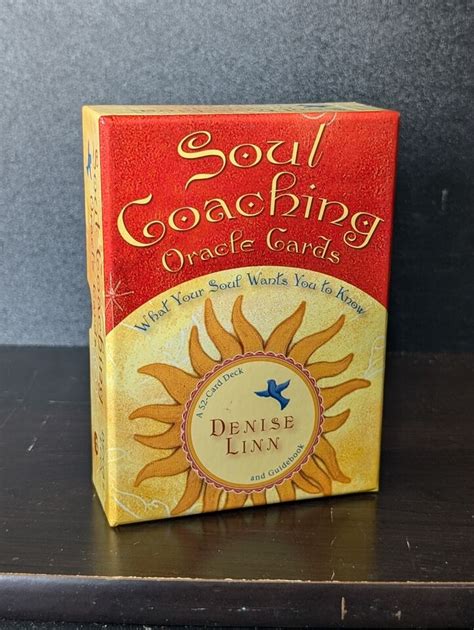 Soul
Coaching
Oracle Cards
What Your Soul Wants You to Know
A 52-Card Deck
DENISE
LINN
and Guidebook